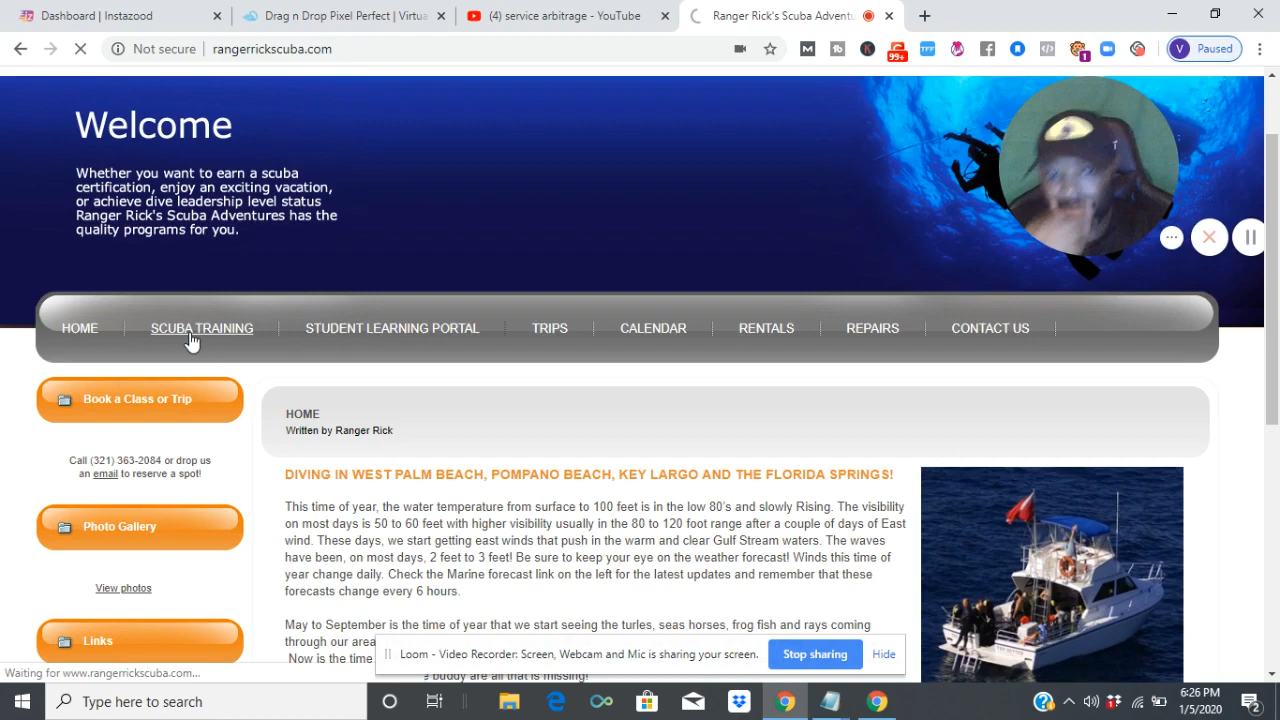 Dashboard | Instazood
Drag n Drop Pixel Perfect | Virtua
(4) service arbitrage - YouTube
Ranger Rick's Scuba Adventu
Not secure | rangerrickscuba.com
99+
TFF
1
V Paused
Welcome
Whether you want to earn a scuba
certification, enjoy an exciting vacation,
or achieve dive leadership level status
Ranger Rick's Scuba Adventures has the
quality programs for you.
HOME
SCUBA TRAINING
STUDENT LEARNING PORTAL
TRIPS
CALENDAR
RENTALS
REPAIRS
CONTACT US
Book a Class or Trip
Call (321) 363-2084 or drop us
an email to reserve a spot!
Photo Gallery
View photos
Links
HOME
Written by Ranger Rick
DIVING IN WEST PALM BEACH, POMPANO BEACH, KEY LARGO AND THE FLORIDA SPRINGS!
This time of year, the water temperature from surface to 100 feet is in the low 80's and slowly Rising. The visibility
on most days is 50 to 60 feet with higher visibility usually in the 80 to 120 foot range after a couple of days of East
wind. These days, we start getting east winds that push in the warm and clear Gulf Stream waters. The waves
have been, on most days, 2 feet to 3 feet! Be sure to keep your eye on the weather forecast! Winds this time of
year change daily. Check the Marine forecast link on the left for the latest updates and remember that these
forecasts change every 6 hours.
May to September is the time of year that we start seeing the turles, seas horses, frog fish and rays coming
through our area
Now is the time
e buddy are all that is missing!
Loom - Video Recorder: Screen, Webcam and Mic is sharing your screen.
Stop sharing
Hide
Waiting for www.rangerrickscuba.com...
Type here to search
6:26 PM
1/5/2020
2